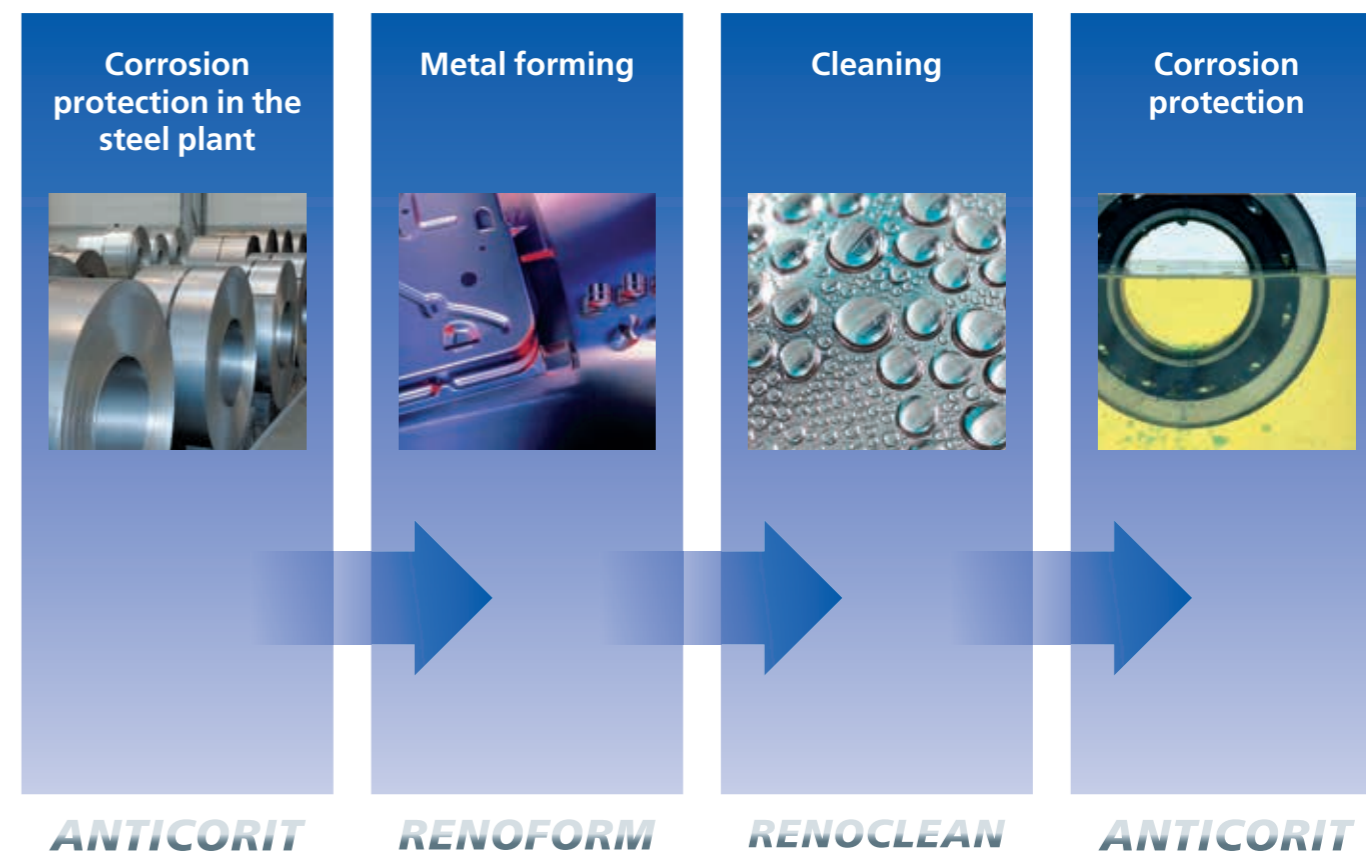 Corrosion
protection in the
steel plant
Metal forming
Cleaning
Corrosion
protection
ANTICORIT
RENOFORM
RENOCLEAN
ANTICORIT